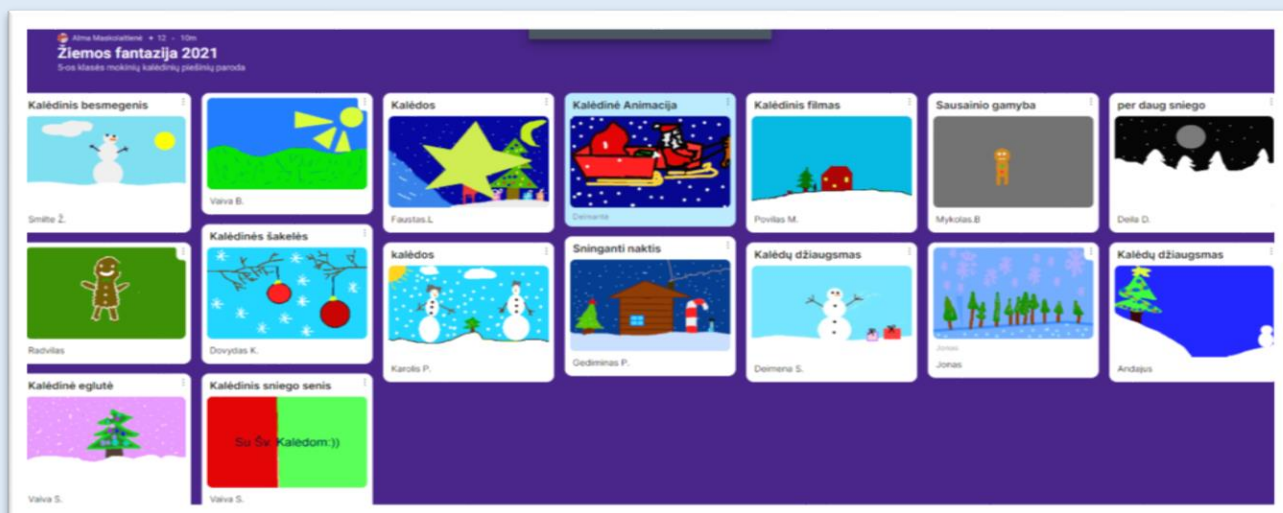 Alma Maskolaitienė + 12 · 10m
Žiemos fantazija 2021
5-os klasės mokinių kalėdinių piešinių paroda
Kalėdinis besmegenis
Smiltė Ž.
Vaiva B.
Kalėdos
Faustas.L
Kalėdinė Animacija
Deimantė
Kalėdinis filmas
Povilas M.
Sausainio gamyba
Mykolas.B
per daug sniego
Deila D.
Radvilas
Kalėdinės šakelės
Dovydas K.
kalėdos
Karolis P.
Sninganti naktis
Gediminas P.
Kalėdų džiaugsmas
Deimena S.
Jonas
Jonas
Kalėdų džiaugsmas
Andajus
Kalėdinė eglutė
Vaiva S.
Kalėdinis sniego senis
Su Šv. Kalėdom:))
Vaiva S.